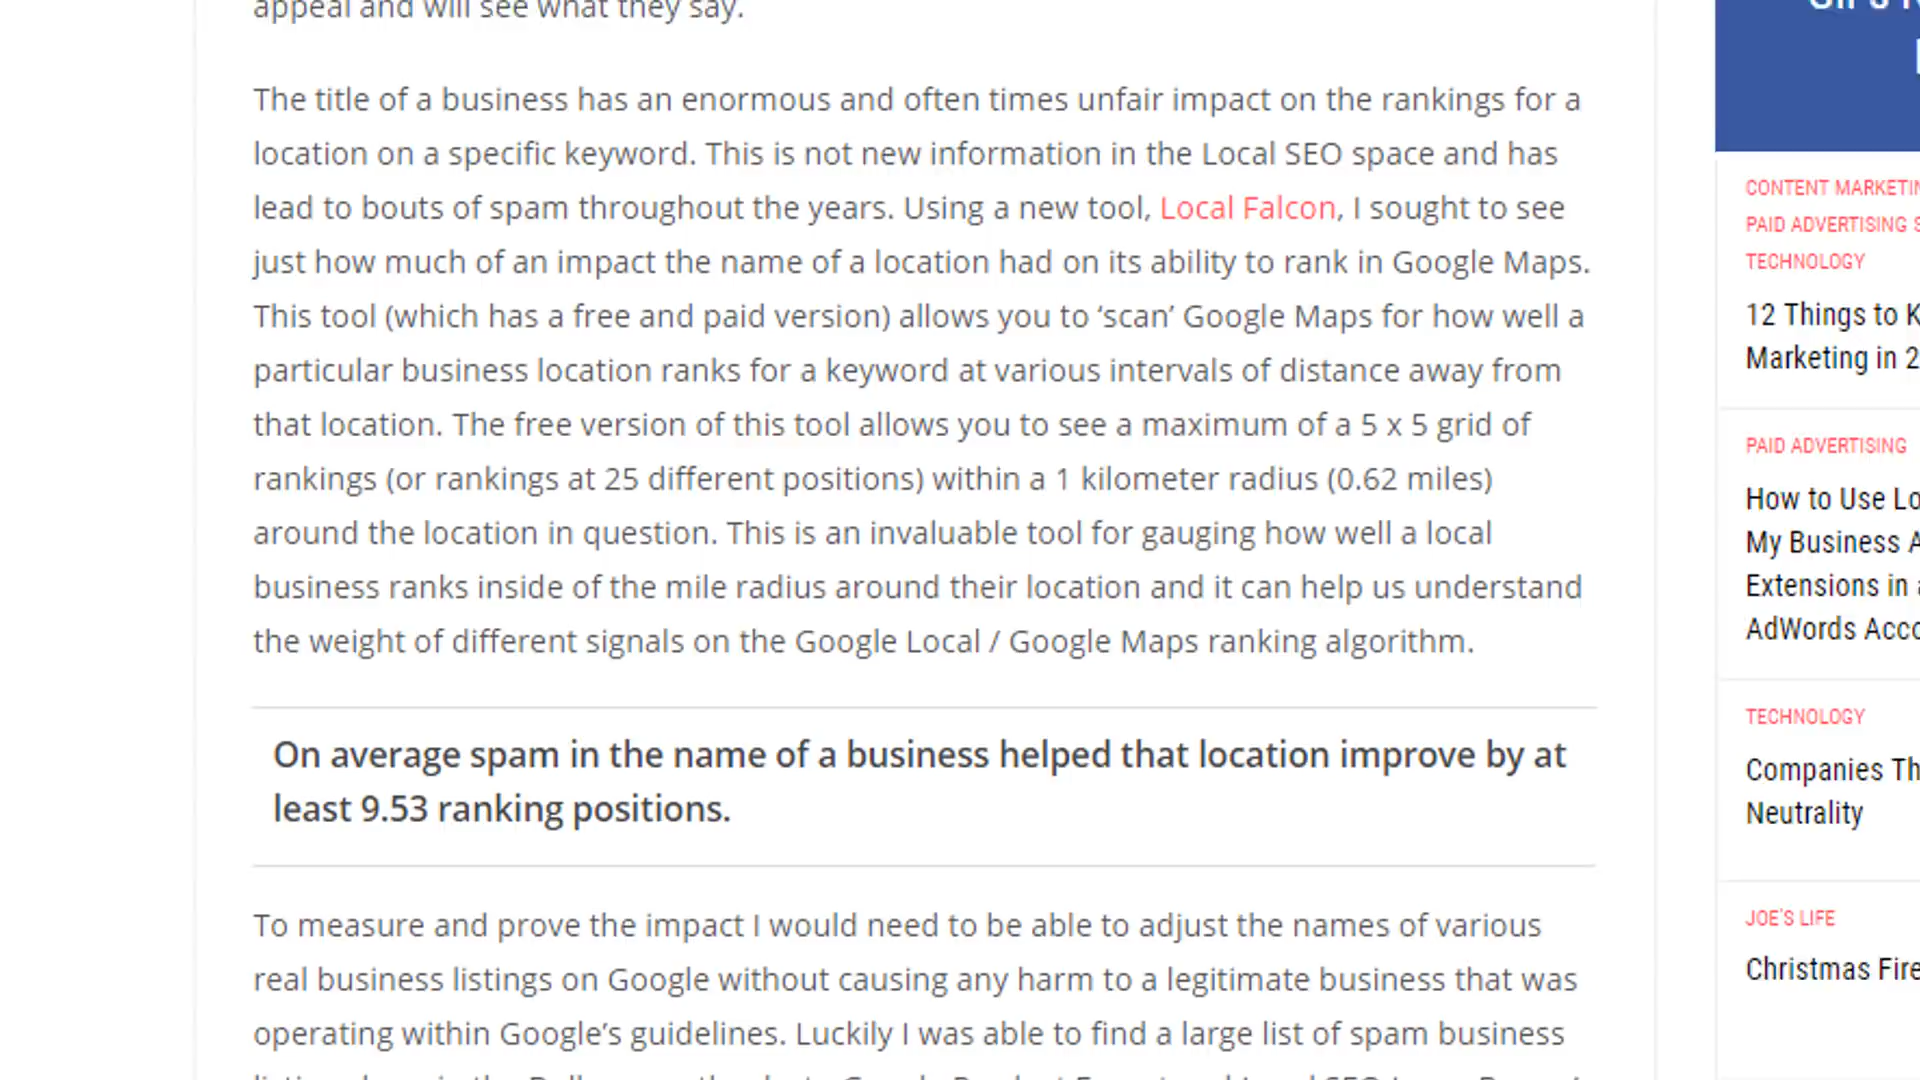 appeal and will see what they say.
The title of a business has an enormous and often times unfair impact on the rankings for a
location on a specific keyword. This is not new information in the Local SEO space and has
lead to bouts of spam throughout the years. Using a new tool, Local Falcon, I sought to see
just how much of an impact the name of a location had on its ability to rank in Google Maps.
This tool (which has a free and paid version) allows you to ‘scan’ Google Maps for how well a
particular business location ranks for a keyword at various intervals of distance away from
that location. The free version of this tool allows you to see a maximum of a 5 x 5 grid of
rankings (or rankings at 25 different positions) within a 1 kilometer radius (0.62 miles)
around the location in question. This is an invaluable tool for gauging how well a local
business ranks inside of the mile radius around their location and it can help us understand
the weight of different signals on the Google Local / Google Maps ranking algorithm.
On average spam in the name of a business helped that location improve by at
least 9.53 ranking positions.
To measure and prove the impact I would need to be able to adjust the names of various
real business listings on Google without causing any harm to a legitimate business that was
operating within Google’s guidelines. Luckily I was able to find a large list of spam business
CONTENT
PAID ADVERTISING
TECHNOLOGY
12 Things to
Marketing in
PAID ADVERTISING
How to Use
My Business
Extensions in
AdWords
TECHNOLOGY
Companies
Neutrality
JOE'S LIFE
Christmas